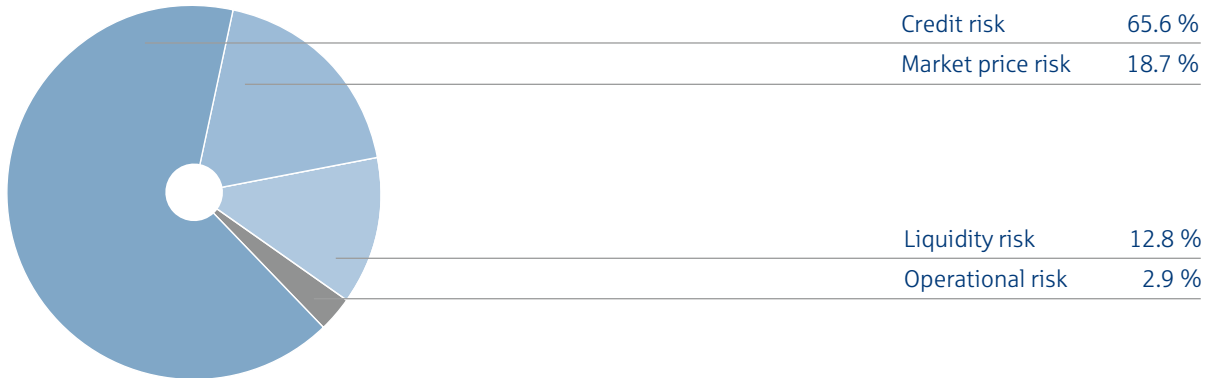 Credit risk 65.6 %
Market price risk 18.7 %
Liquidity risk 12.8 %
Operational risk 2.9 %